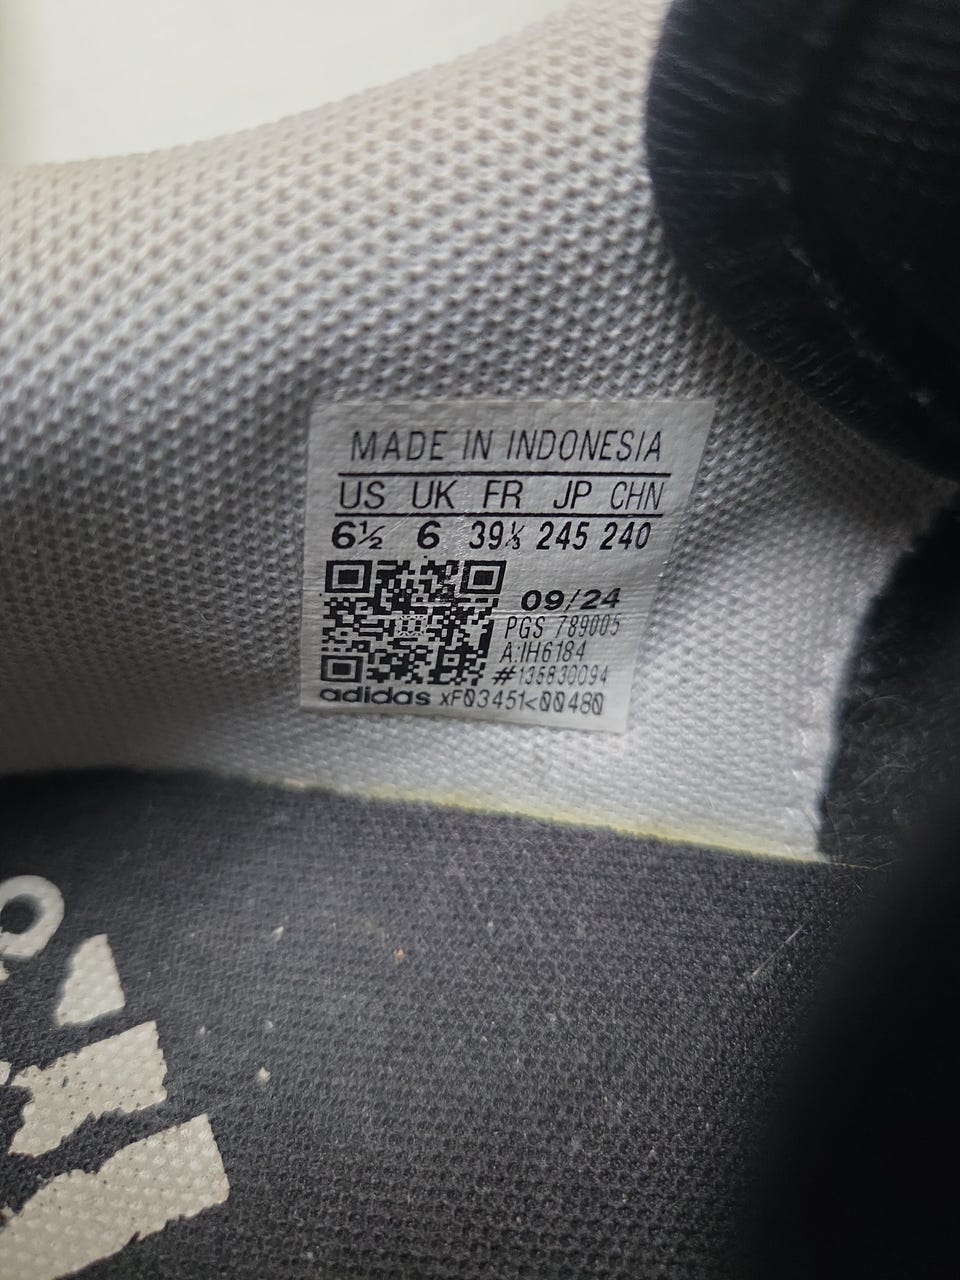 MADE IN INDONESIA
US UK FR JP CHN
6½ 6 39⅓ 245 240
09/24
PGS 789005
A:IH6184
#135830094
adidas xF03451<00480